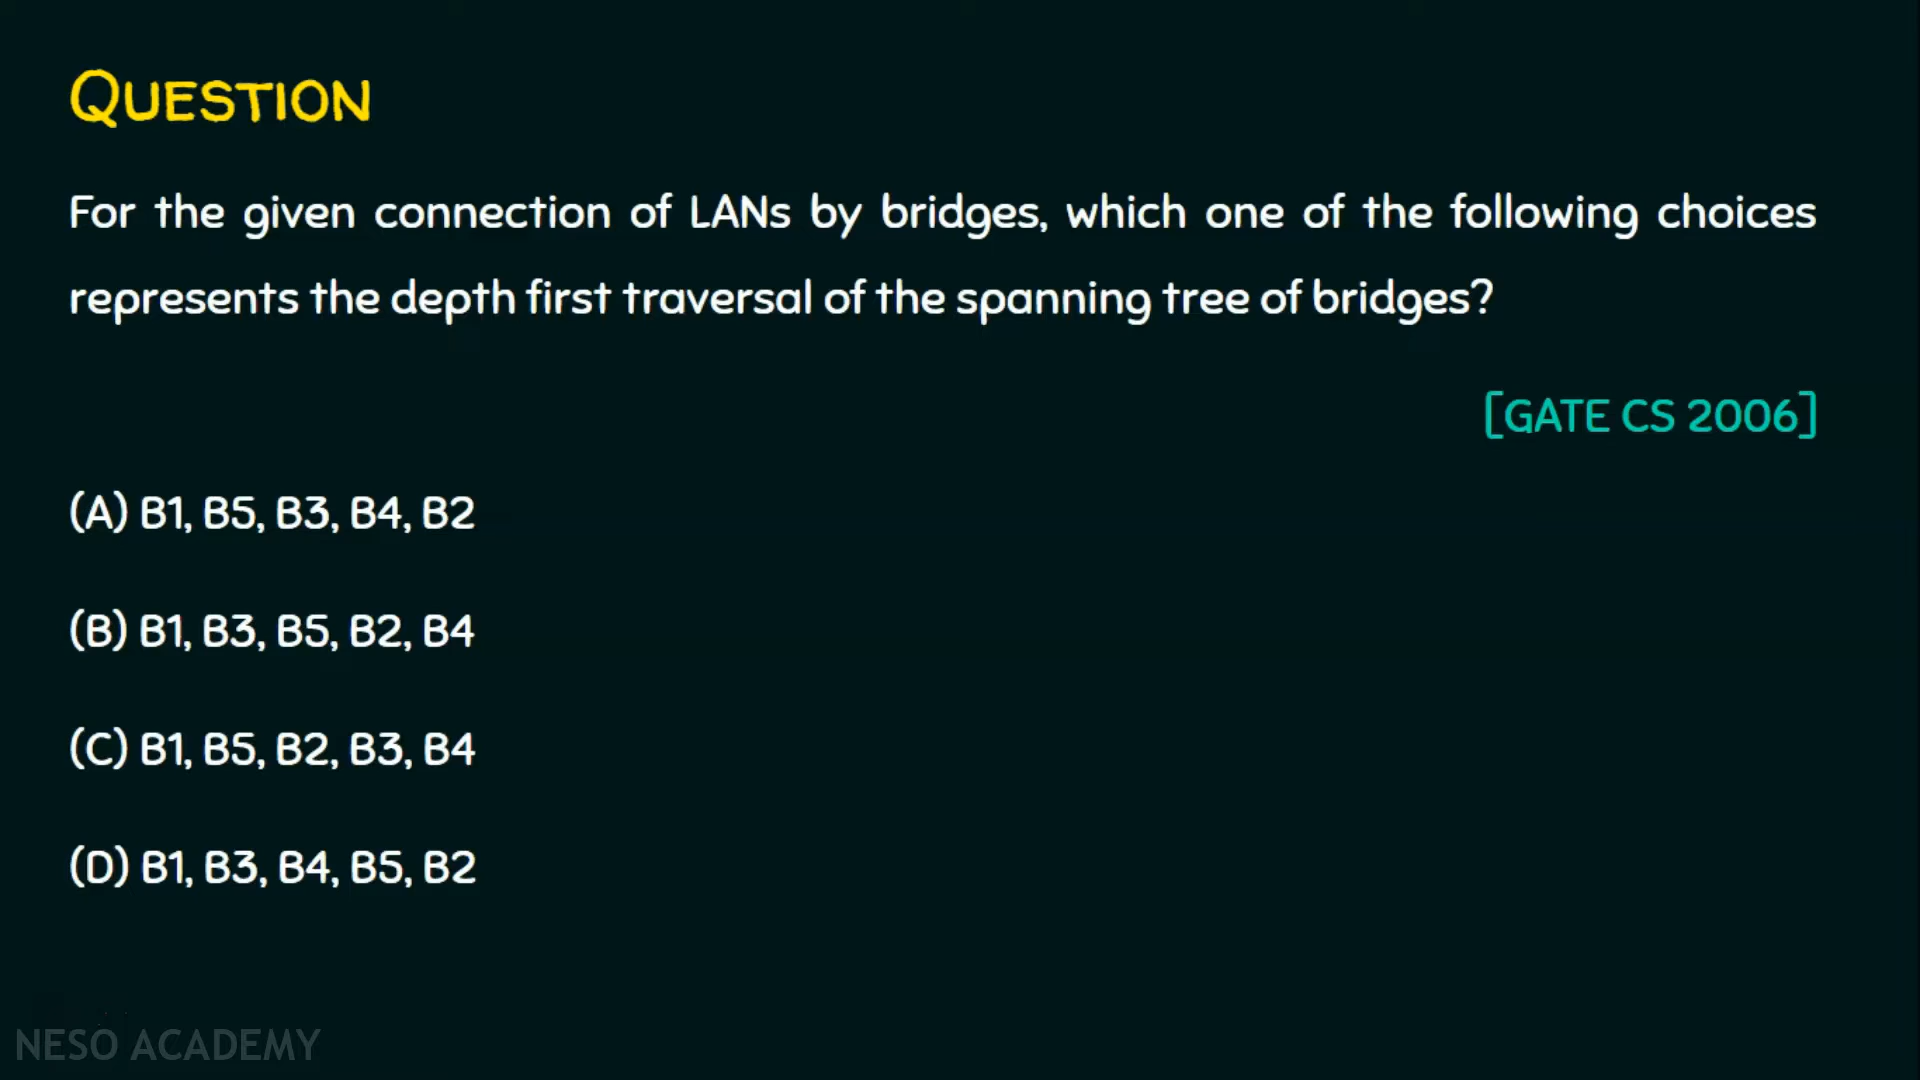 QUESTION
For the given connection of LANs by bridges, which one of the following choices
represents the depth first traversal of the spanning tree of bridges?
[GATE CS 2006]
(A) B1, B5, B3, B4, B2
(B) B1, B3, B5, B2, B4
(C) B1, B5, B2, B3, B4
(D) B1, B3, B4, B5, B2
NESO ACADEMY